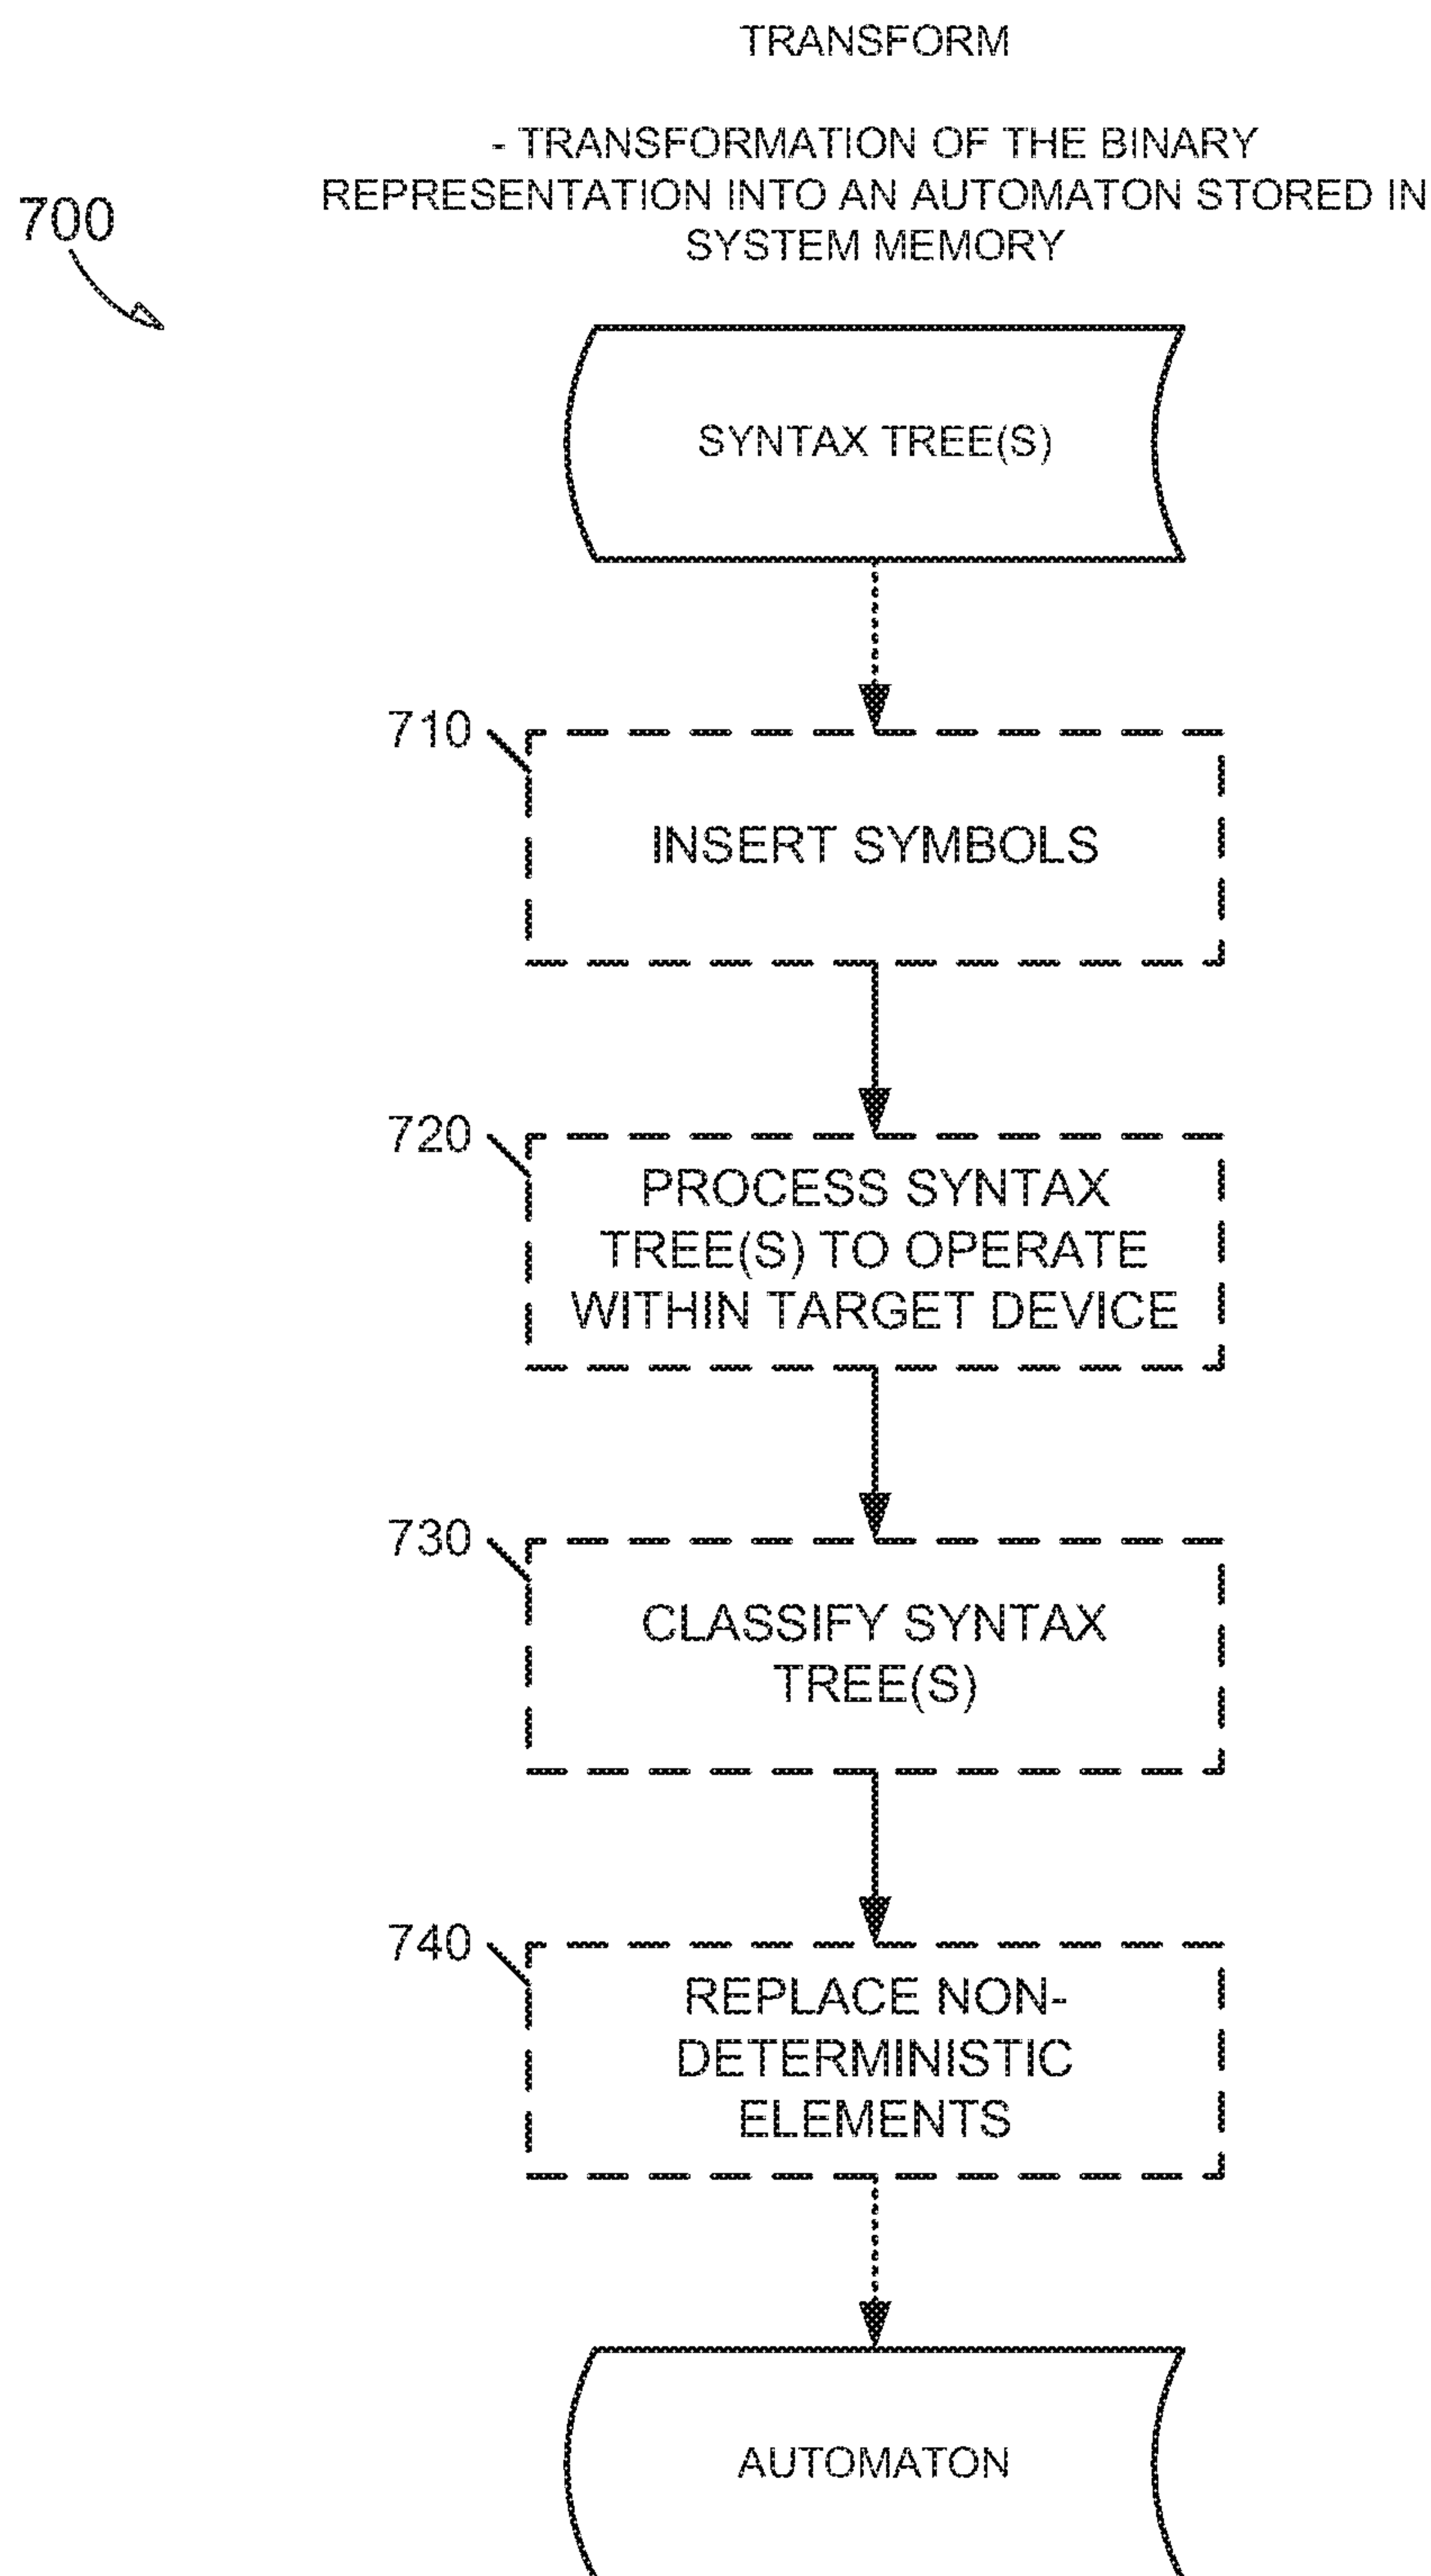 TRANSFORM
- TRANSFORMATION OF THE BINARY
REPRESENTATION INTO AN AUTOMATON STORED IN
SYSTEM MEMORY
700
SYNTAX TREE(S)
710
INSERT SYMBOLS
720
PROCESS SYNTAX
TREE(S) TO OPERATE
WITHIN TARGET DEVICE
730
CLASSIFY SYNTAX
TREE(S)
740
REPLACE NON-
DETERMINISTIC
ELEMENTS
AUTOMATON